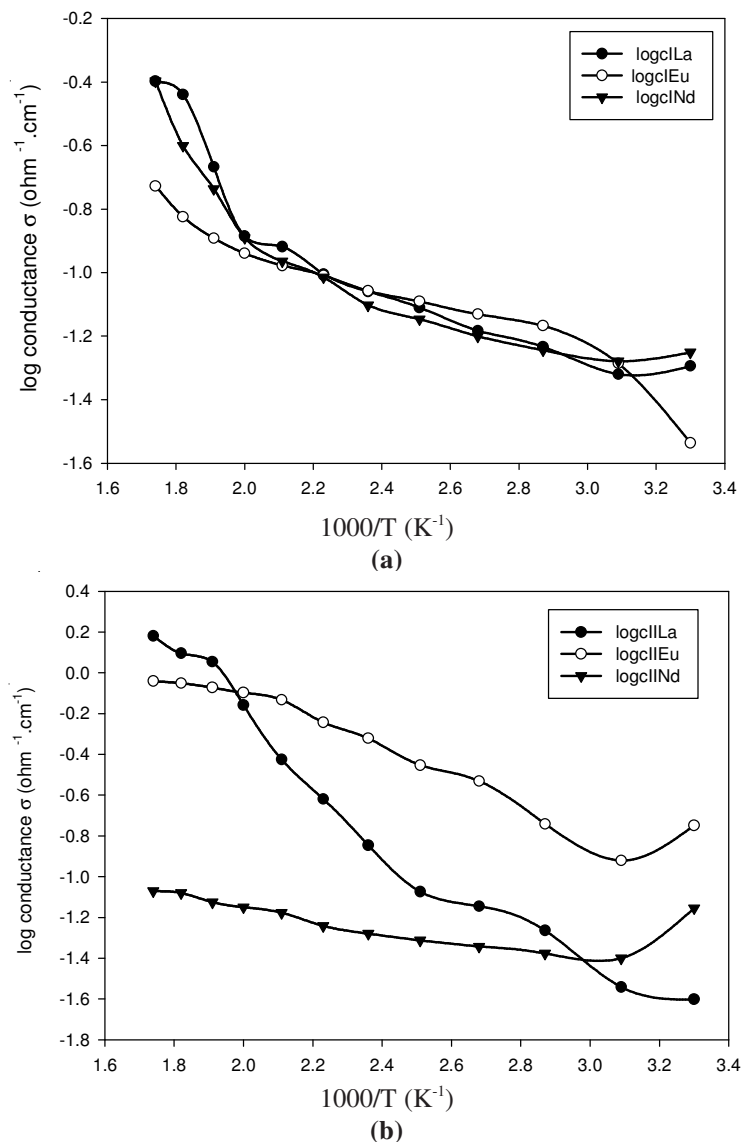 -0.2
-0.4
-0.6
-0.8
-1.0
-1.2
-1.4
-1.6
log conductance σ (ohm⁻¹.cm⁻¹)
logcILa
logcIEu
logcINd
1.6 1.8 2.0 2.2 2.4 2.6 2.8 3.0 3.2 3.4
1000/T (K⁻¹)
(a)
0.4
0.2
0.0
-0.2
-0.4
-0.6
-0.8
-1.0
-1.2
-1.4
-1.6
-1.8
log conductance σ (ohm⁻¹.cm⁻¹)
logcIILa
logcIIEu
logcIINd
1.6 1.8 2.0 2.2 2.4 2.6 2.8 3.0 3.2 3.4
1000/T (K⁻¹)
(b)